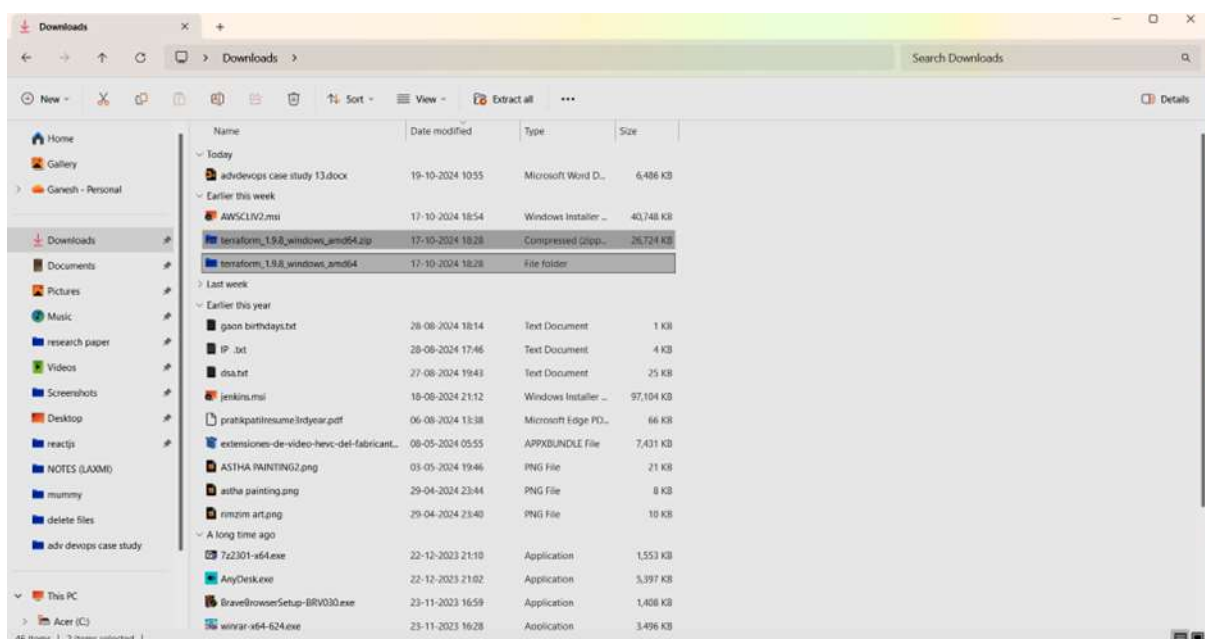 Downloads
Downloads
Search Downloads
New
Sort
View
Extract all
Details
Home
Gallery
Ganesh - Personal
Downloads
Documents
Pictures
Music
research paper
Videos
Screenshots
Desktop
reactjs
NOTES (LAXMI)
mummy
delete files
adv devops case study
This PC
Acer (C)
Name Date modified Type Size
Today
advdevops case study 13.docx 19-10-2024 10:55 Microsoft Word D... 6,486 KB
Earlier this week
AWSCLIV2.msi 17-10-2024 18:54 Windows Installer ... 40,748 KB
terraform_1.9.8_windows_amd64.zip 17-10-2024 18:28 Compressed (zipp... 26,724 KB
terraform_1.9.8_windows_amd64 17-10-2024 18:28 File folder
Last week
Earlier this year
gaon birthdays.txt 28-08-2024 18:14 Text Document 1 KB
IP .txt 28-08-2024 17:46 Text Document 4 KB
dsa.txt 27-08-2024 19:43 Text Document 25 KB
jenkins.msi 18-08-2024 21:12 Windows Installer ... 97,104 KB
pratikpatilresume3rdyear.pdf 06-08-2024 13:38 Microsoft Edge PD... 66 KB
extensiones-de-video-hevc-del-fabricant... 08-05-2024 05:55 APPXBUNDLE File 7,431 KB
ASTHA PAINTING2.png 03-05-2024 19:46 PNG File 21 KB
astha painting.png 29-04-2024 23:44 PNG File 8 KB
rimzim art.png 29-04-2024 23:40 PNG File 10 KB
A long time ago
7z2301-x64.exe 22-12-2023 21:10 Application 1,553 KB
AnyDesk.exe 22-12-2023 21:02 Application 5,397 KB
BraveBrowserSetup-BRV030.exe 23-11-2023 16:59 Application 1,408 KB
winrar-x64-624.exe 23-11-2023 16:28 Application 3,496 KB
46 items 2 items selected